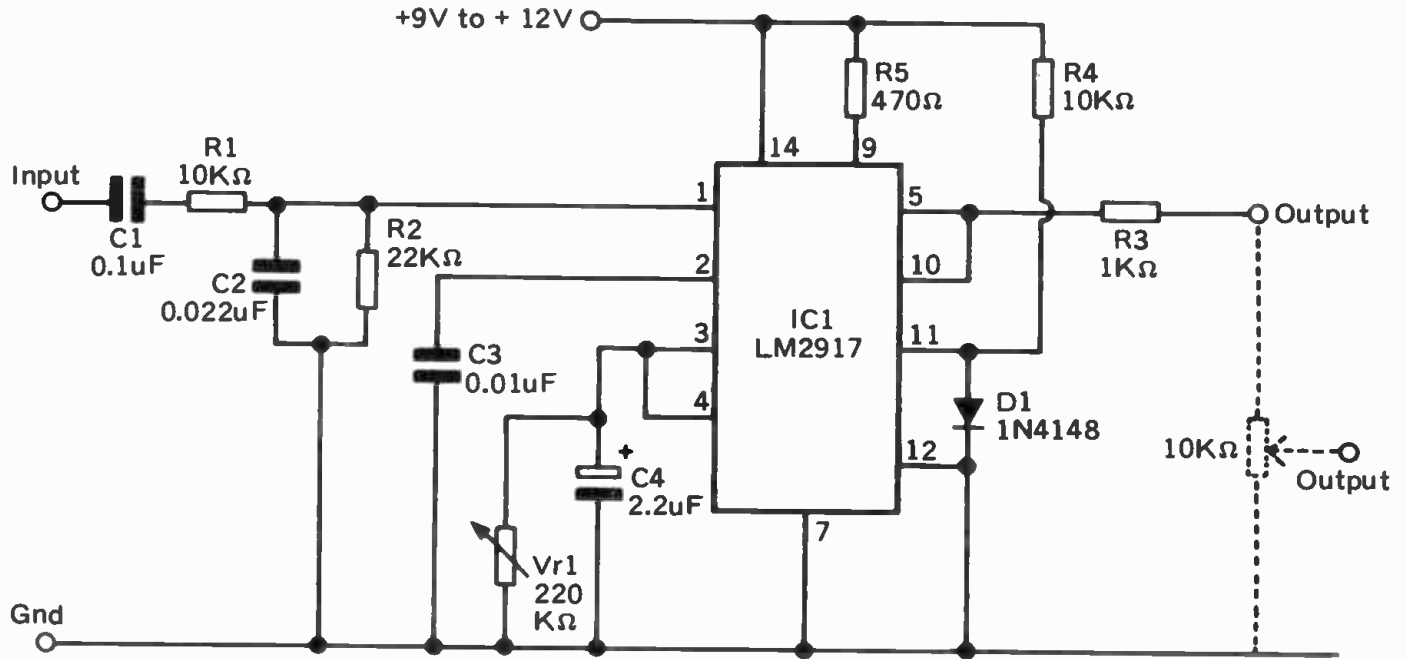 +9V to + 12V
R5
470Ω
R4
10KΩ
14
9
Input
R1
10KΩ
C1
0.1uF
C2
0.022uF
R2
22KΩ
1
2
3
4
C3
0.01uF
+
C4
2.2uF
Vr1
220
KΩ
IC1
LM2917
5
10
11
12
7
R3
1KΩ
Output
D1
1N4148
10KΩ
Output
Gnd